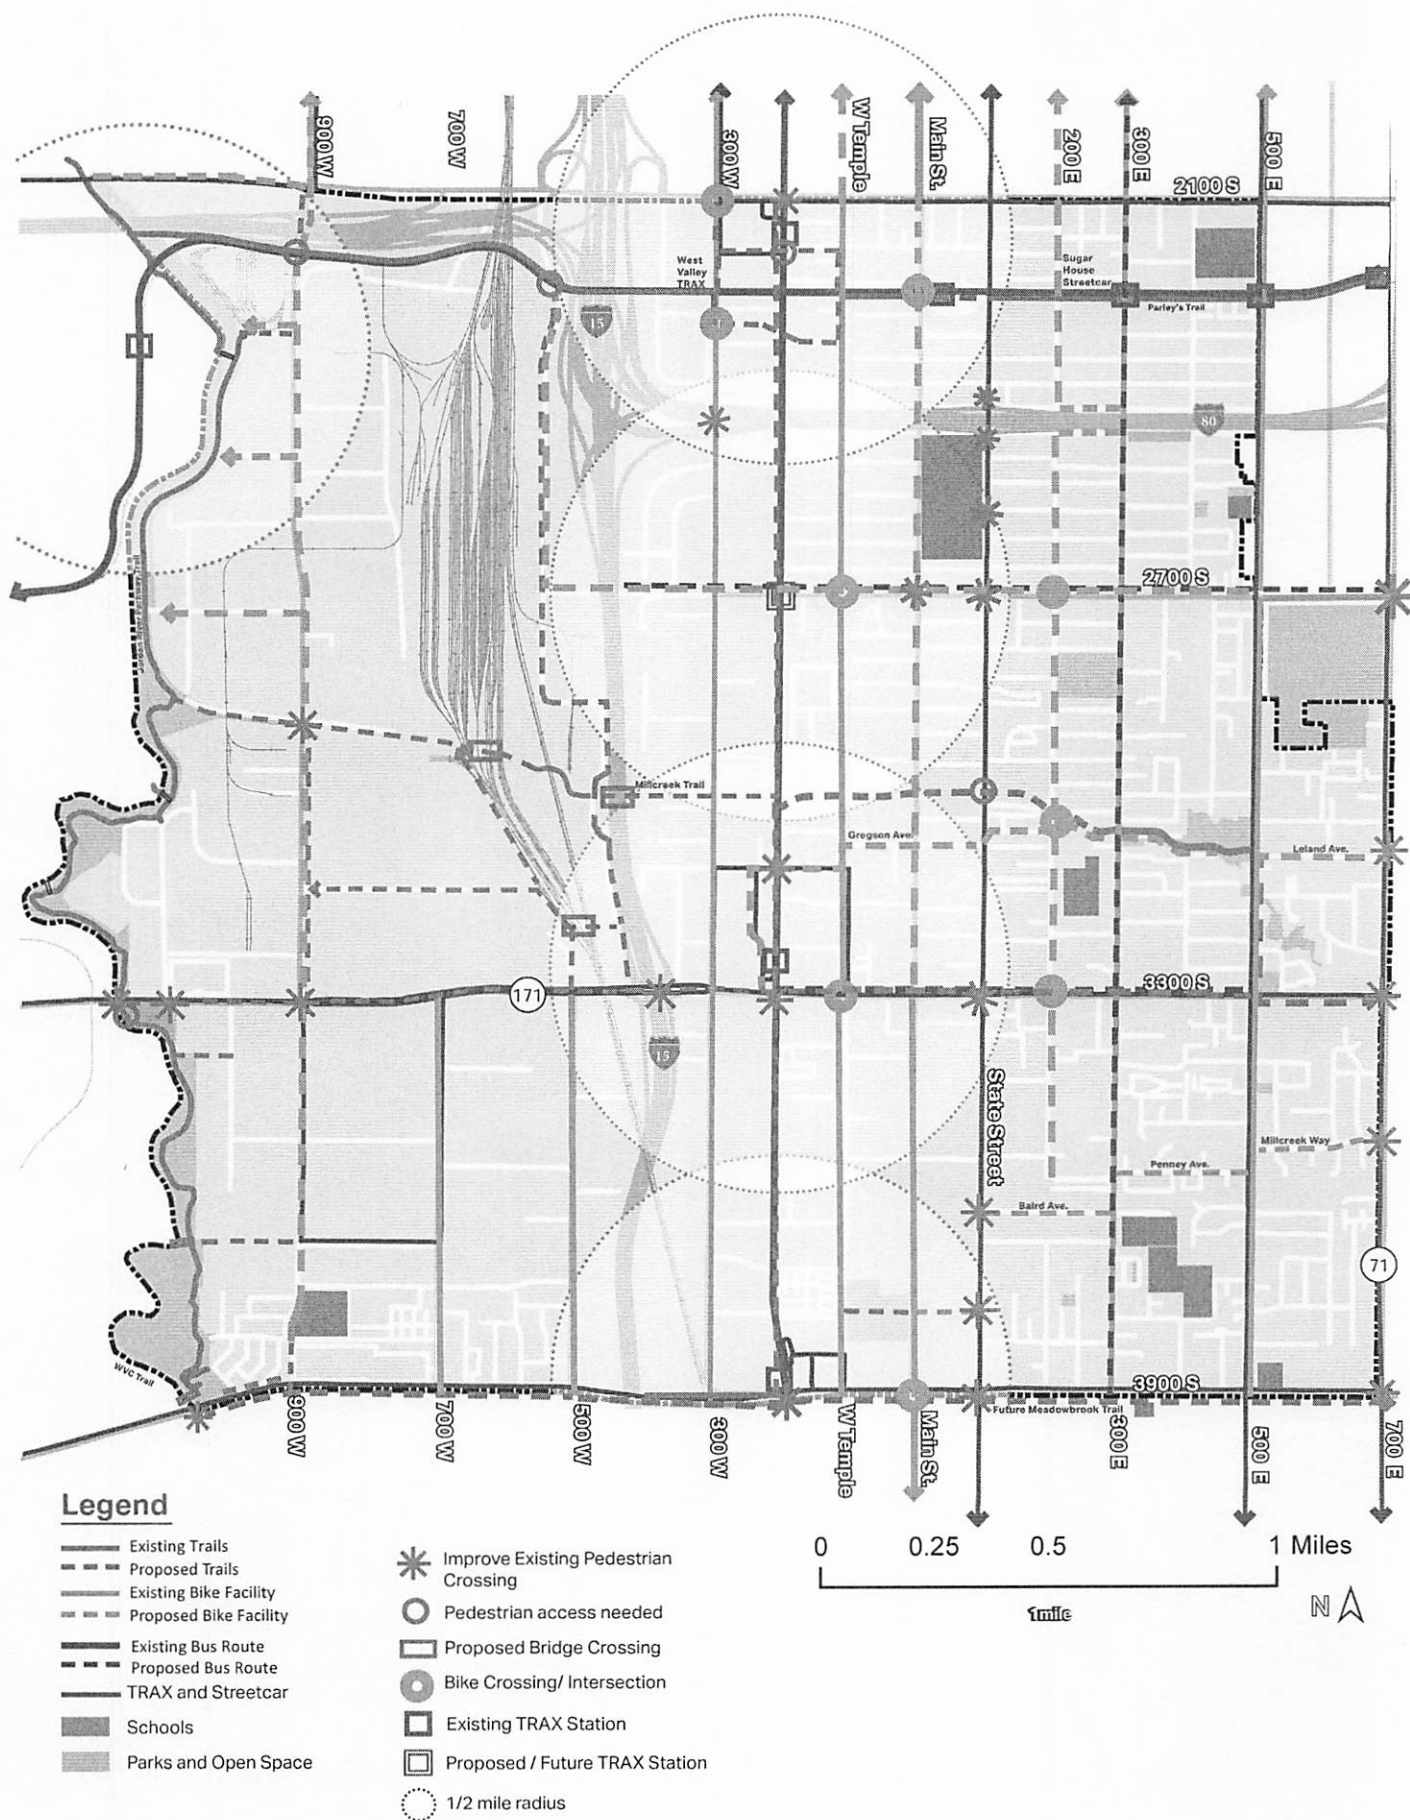 900 W
700 W
300 W
W Temple
Main St.
200 E
300 E
500 E
2100 S
West
Valley
TRAX
Sugar
House
Streetcar
Parley's Trail
15
80
2700 S
Millcreek Trail
Gregson Ave.
Leland Ave.
171
3300 S
15
State Street
Millcreek Way
Penney Ave.
Baird Ave.
71
WVC Trail
3900 S
Future Meadowbrook Trail
900 W
700 W
500 W
300 W
W Temple
Main St.
300 E
500 E
700 E
Legend
Existing Trails
Proposed Trails
Existing Bike Facility
Proposed Bike Facility
Existing Bus Route
Proposed Bus Route
TRAX and Streetcar
Schools
Parks and Open Space
Improve Existing Pedestrian
Crossing
Pedestrian access needed
Proposed Bridge Crossing
Bike Crossing/ Intersection
Existing TRAX Station
Proposed / Future TRAX Station
1/2 mile radius
0 0.25 0.5 1 Miles
1mile
N